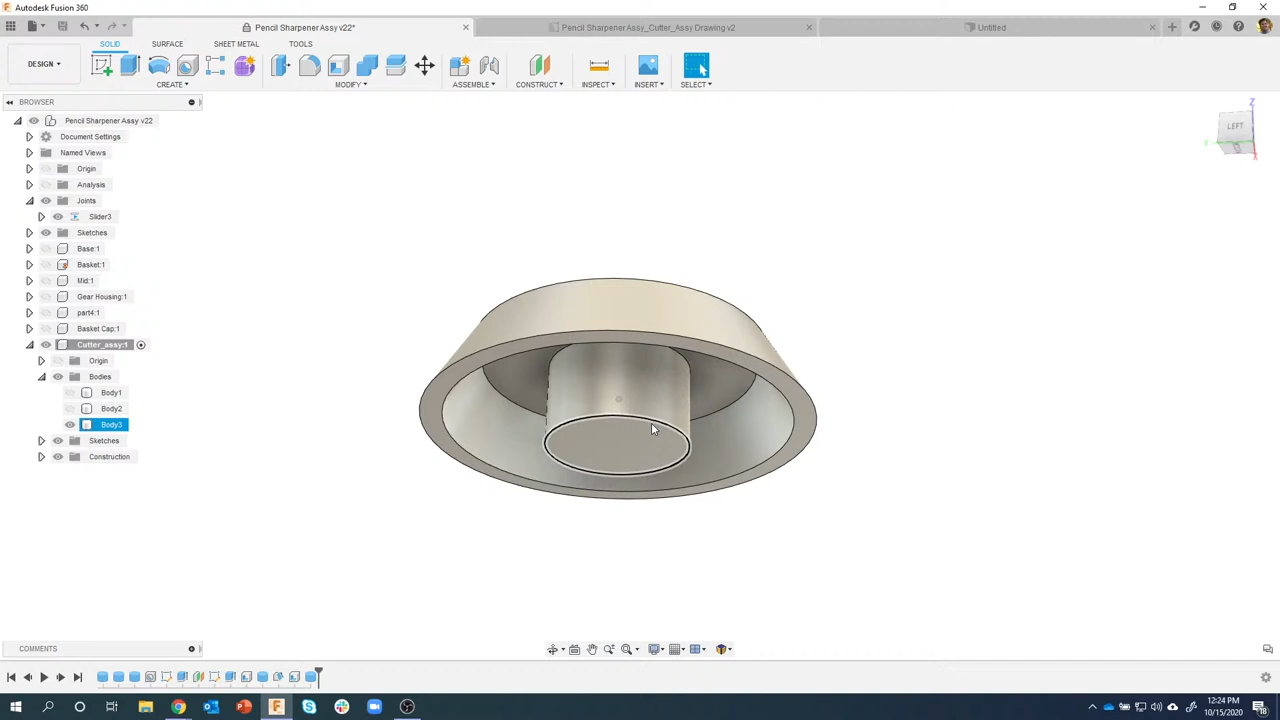 Autodesk Fusion 360
Pencil Sharpener Assy v22*
Pencil Sharpener Assy_Cutter_Assy Drawing v2
Untitled
DESIGN
SOLID
SURFACE
SHEET METAL
TOOLS
CREATE
MODIFY
ASSEMBLE
CONSTRUCT
INSPECT
INSERT
SELECT
BROWSER
Pencil Sharpener Assy v22
Document Settings
Named Views
Origin
Analysis
Joints
Slider3
Sketches
Base:1
Basket:1
Mid:1
Gear Housing:1
part4:1
Basket Cap:1
Cutter_assy:1
Origin
Bodies
Body1
Body2
Body3
Sketches
Construction
Z
LEFT
Y
X
COMMENTS
12:24 PM
10/15/2020
18